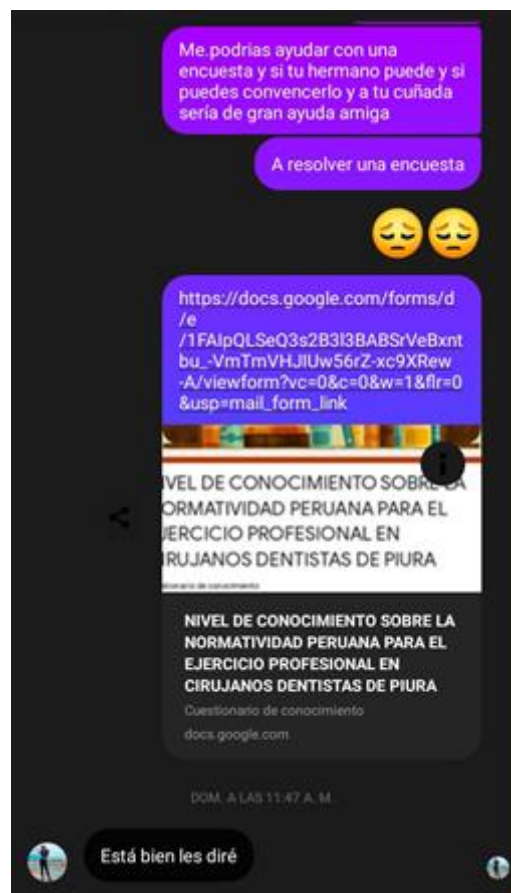 Me.podrias ayudar con una
encuesta y si tu hermano puede y si
puedes convencerlo y a tu cuñada
sería de gran ayuda amiga
A resolver una encuesta
https://docs.google.com/forms/d
/e
/1FAIpQLSeQ3s2B3l3BABSrVeBxnt
bu_-VmTmVHJIUw56rZ-xc9XRew
-A/viewform?vc=0&c=0&w=1&flr=0
&usp=mail_form_link
IVEL DE CONOCIMIENTO SOBRE LA
ORMATIVIDAD PERUANA PARA EL
JERCICIO PROFESIONAL EN
IRUJANOS DENTISTAS DE PIURA
NIVEL DE CONOCIMIENTO SOBRE LA
NORMATIVIDAD PERUANA PARA EL
EJERCICIO PROFESIONAL EN
CIRUJANOS DENTISTAS DE PIURA
Cuestionario de conocimiento
docs.google.com
DOM. A LAS 11:47 A. M.
Está bien les diré